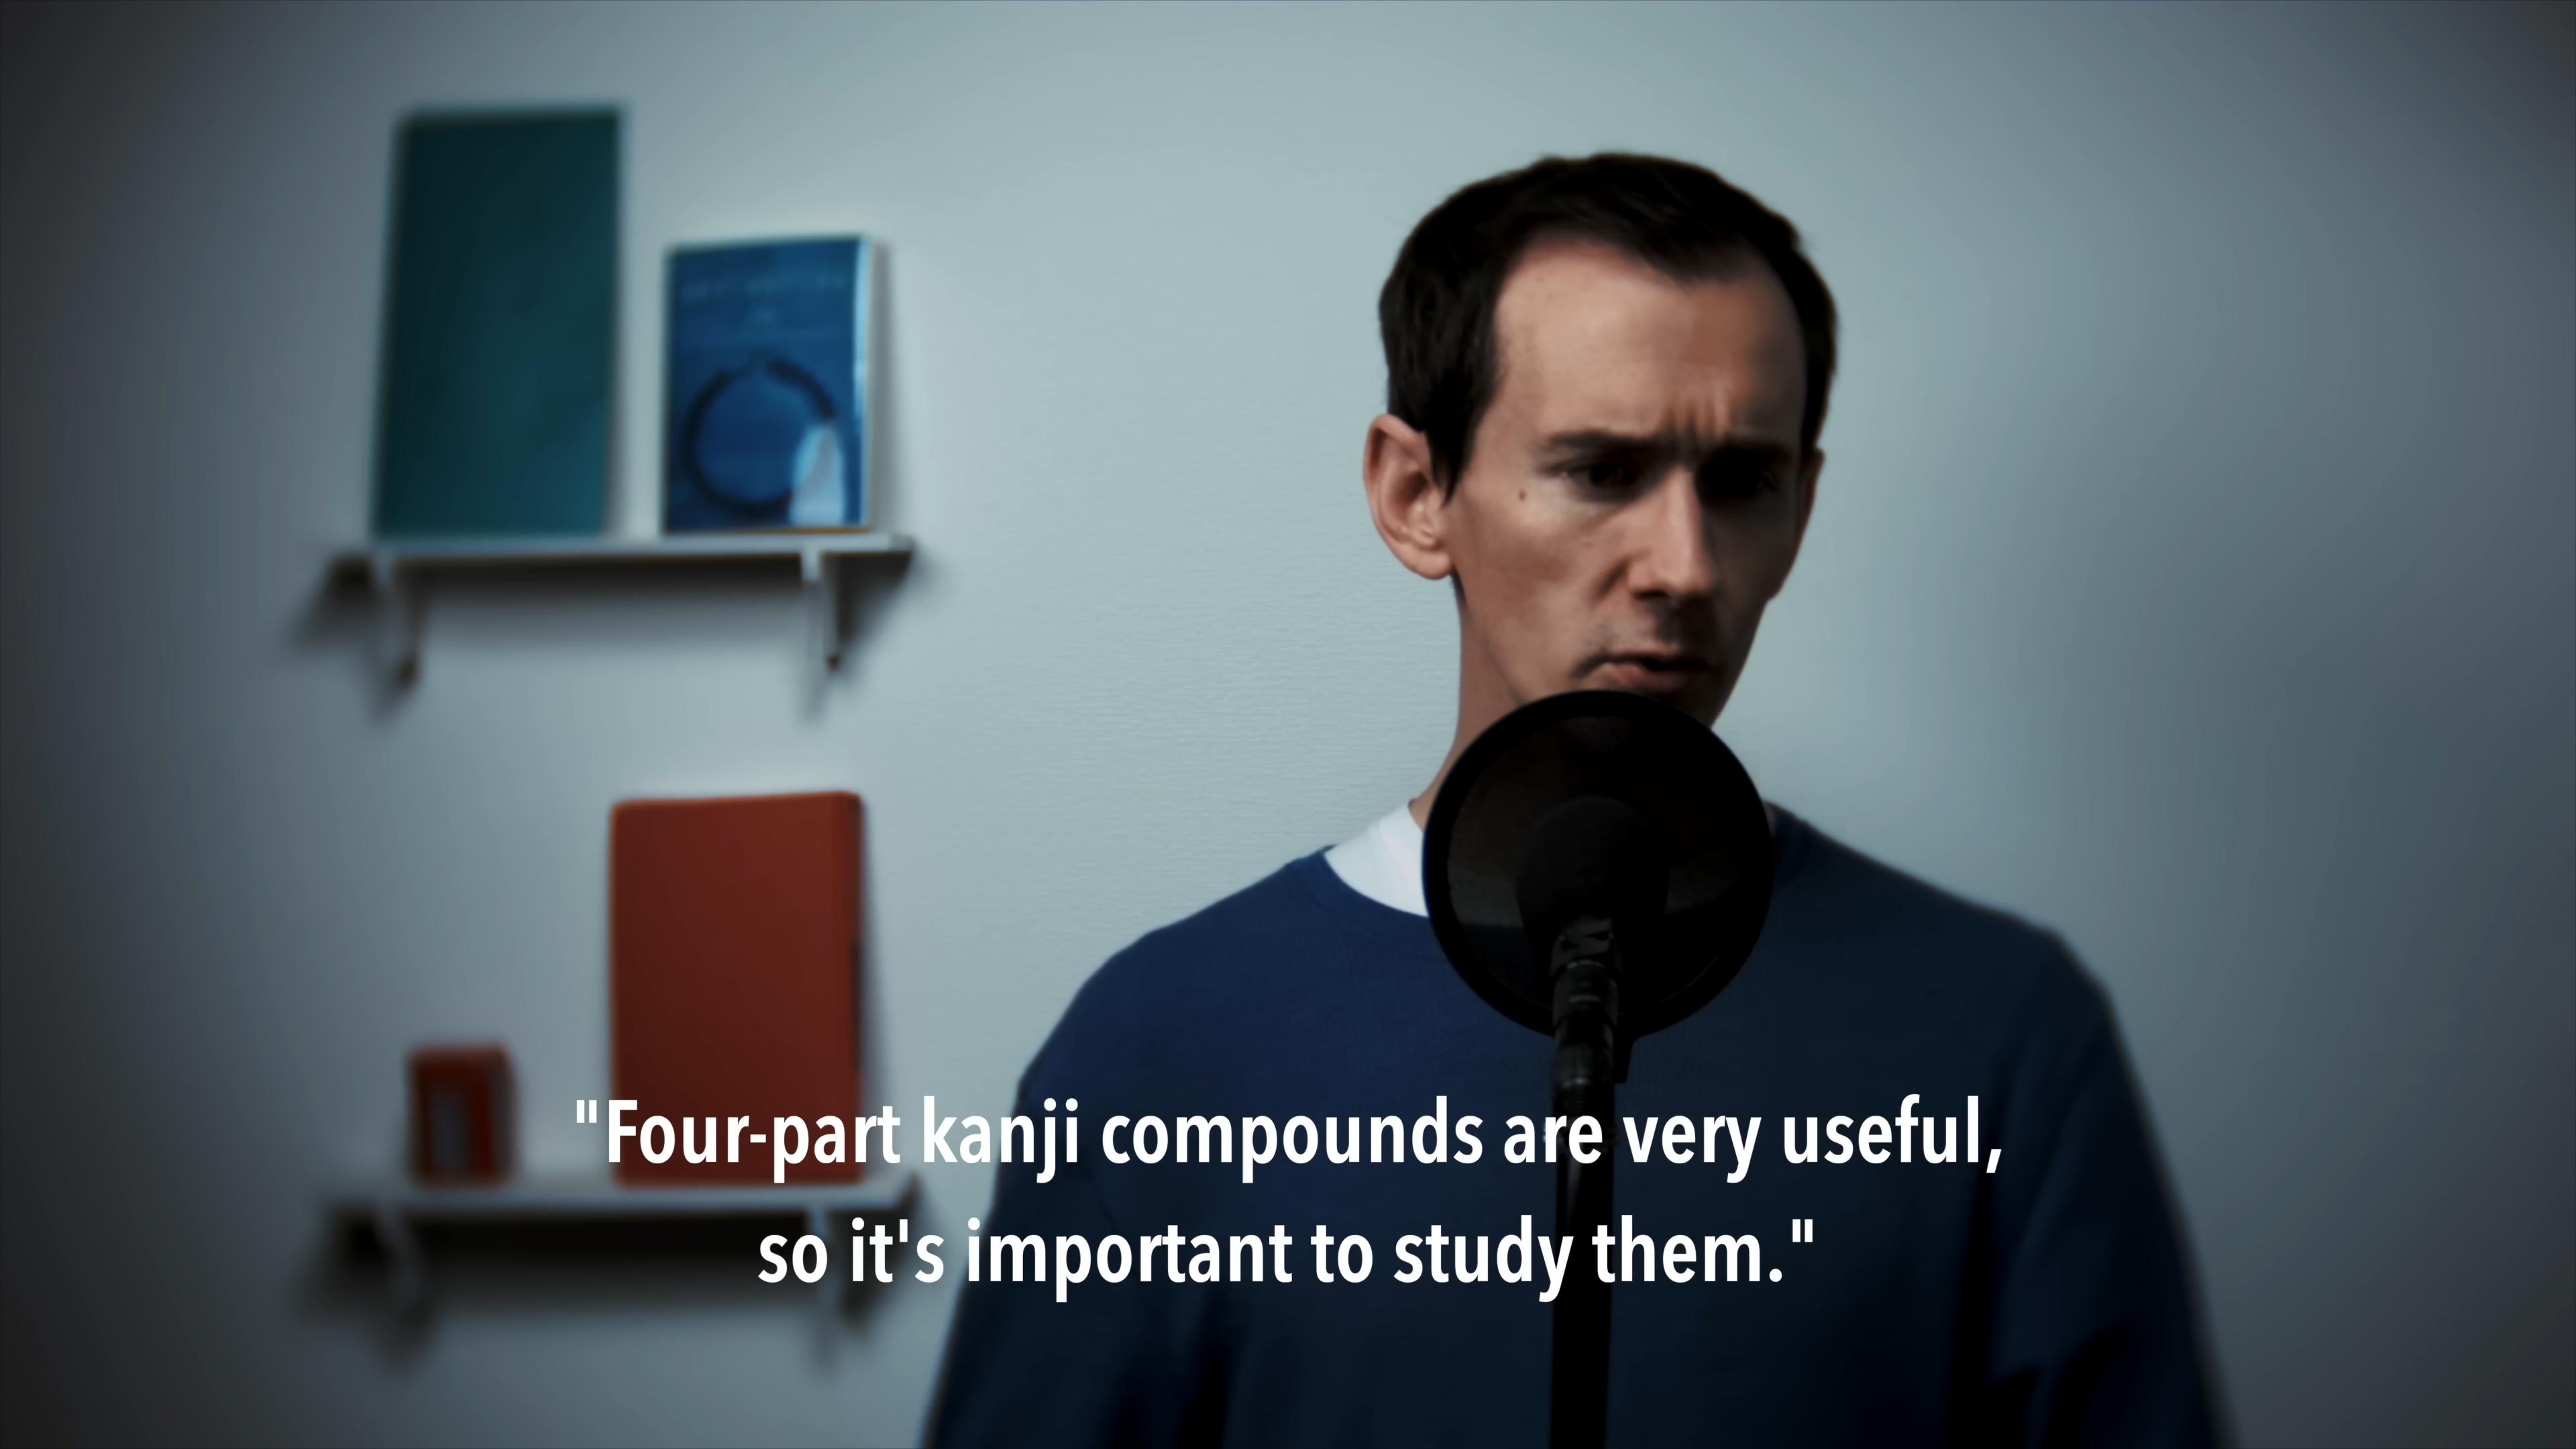 "Four-part kanji compounds are very useful,
so it's important to study them."